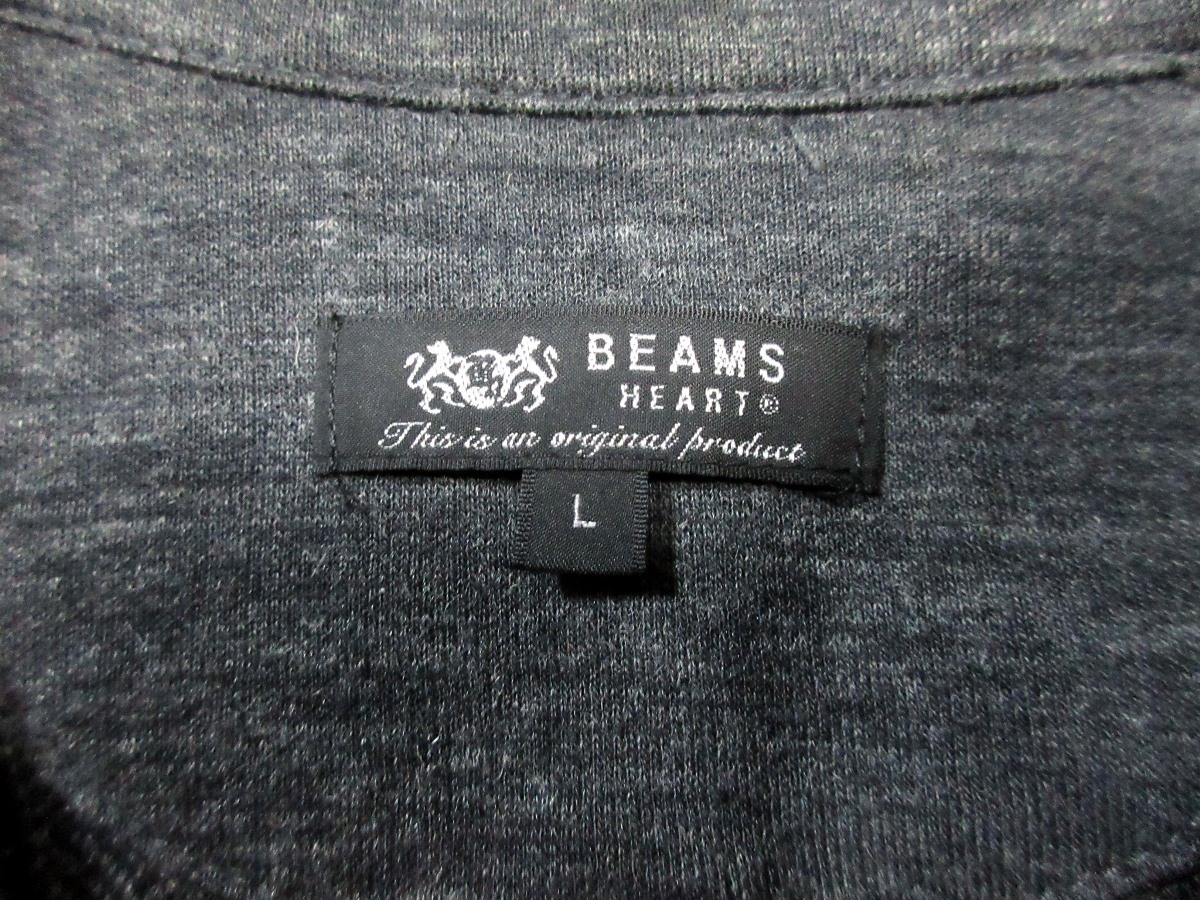 BEAMS
HEART®
This is an original product
L